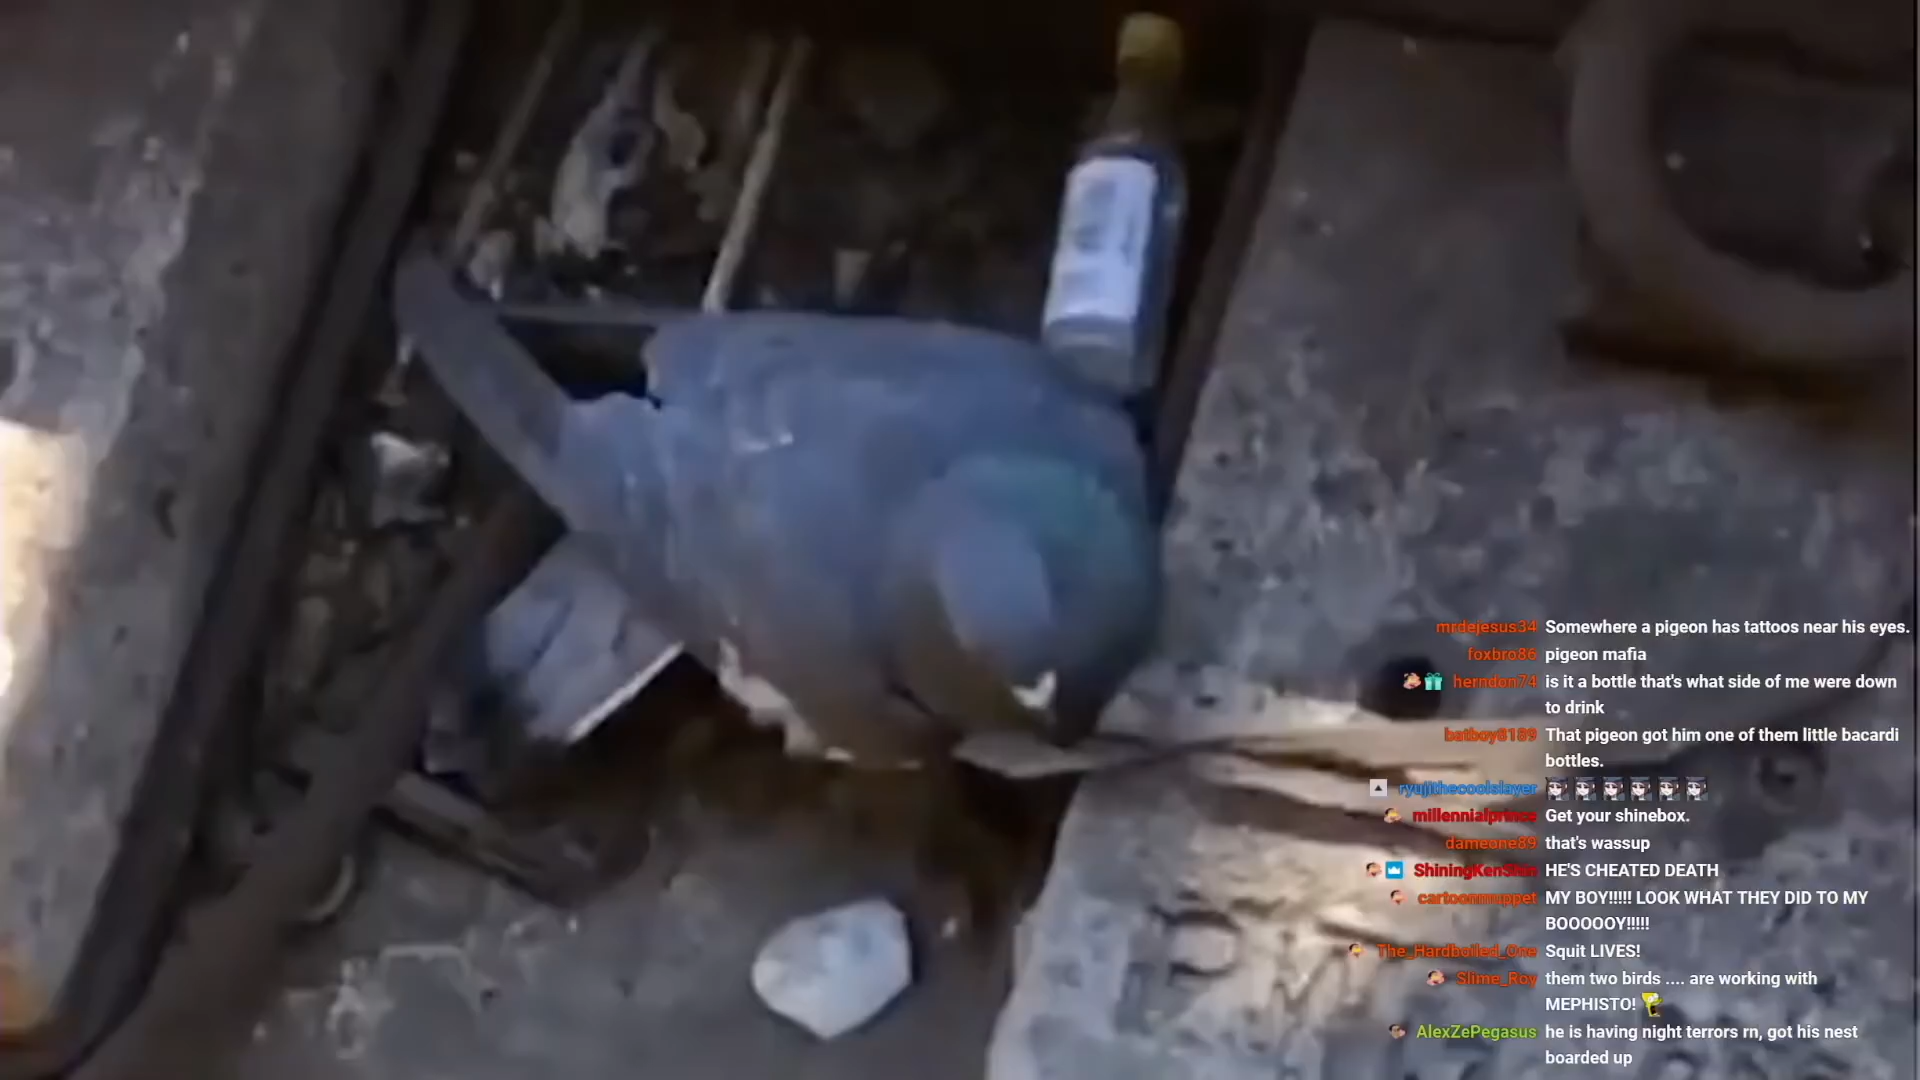 mrdejesus34 Somewhere a pigeon has tattoos near his eyes.
foxbro86 pigeon mafia
herndon74 is it a bottle that's what side of me were down
to drink
batboy8189 That pigeon got him one of them little bacardi
bottles.
ryujithecoolslayer
millennialprince Get your shinebox.
dameone89 that's wassup
ShiningKenShin HE'S CHEATED DEATH
cartoonmuppet MY BOY!!!!! LOOK WHAT THEY DID TO MY
BOOOOOY!!!!!
The_Hardboiled_One Squit LIVES!
Slime_Roy them two birds .... are working with
MEPHISTO!
AlexZePegasus he is having night terrors rn, got his nest
boarded up